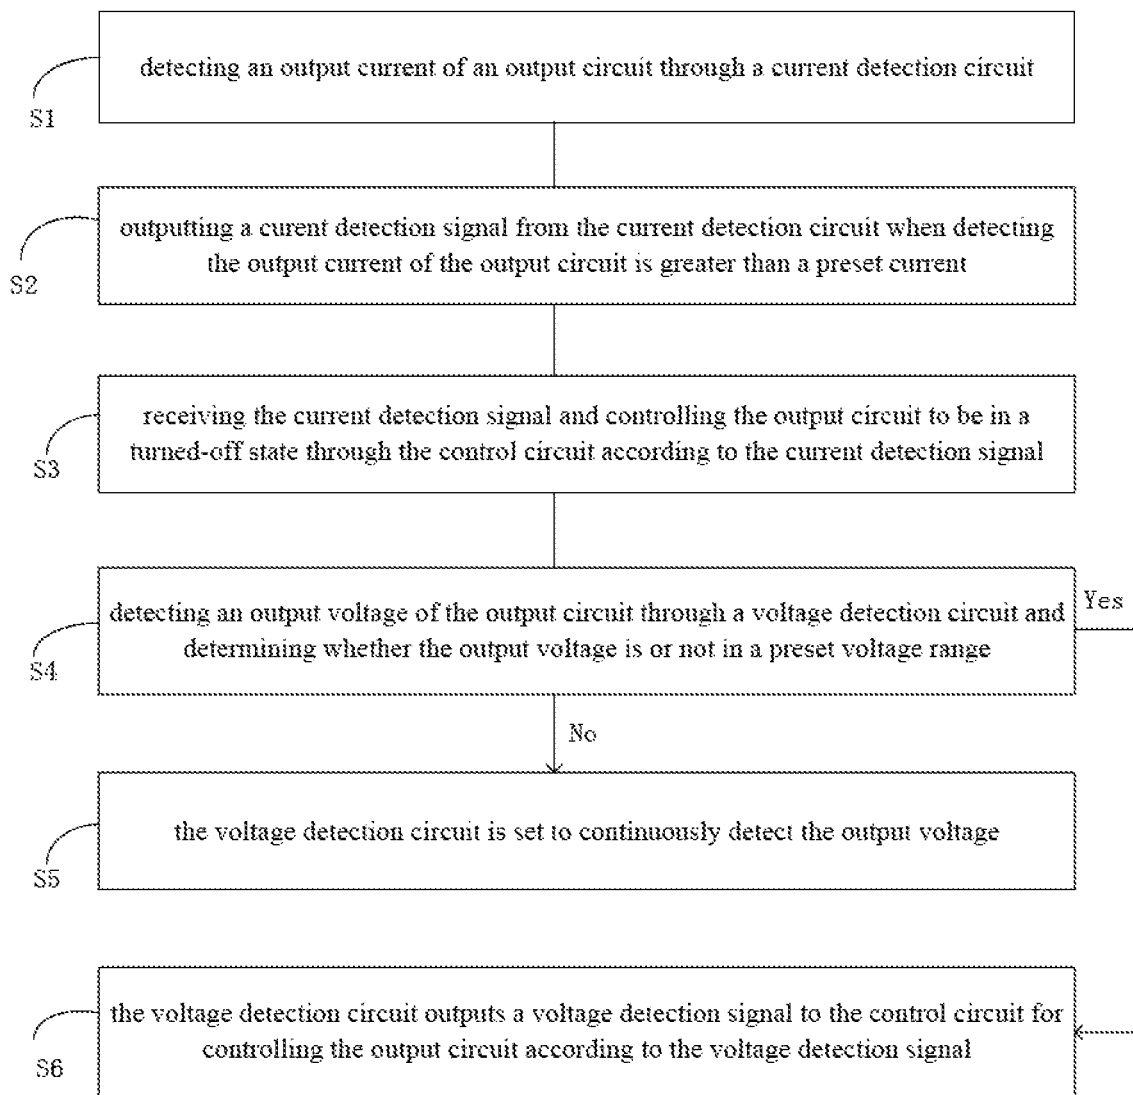 detecting an output current of an output circuit through a current detection circuit
S1
outputting a curent detection signal from the current detection circuit when detecting
the output current of the output circuit is greater than a preset current
S2
receiving the current detection signal and controlling the output circuit to be in a
turned-off state through the control circuit according to the current detection signal
S3
detecting an output voltage of the output circuit through a voltage detection circuit and
determining whether the output voltage is or not in a preset voltage range
Yes
S4
No
the voltage detection circuit is set to continuously detect the output voltage
S5
the voltage detection circuit outputs a voltage detection signal to the control circuit for
controlling the output circuit according to the voltage detection signal
S6